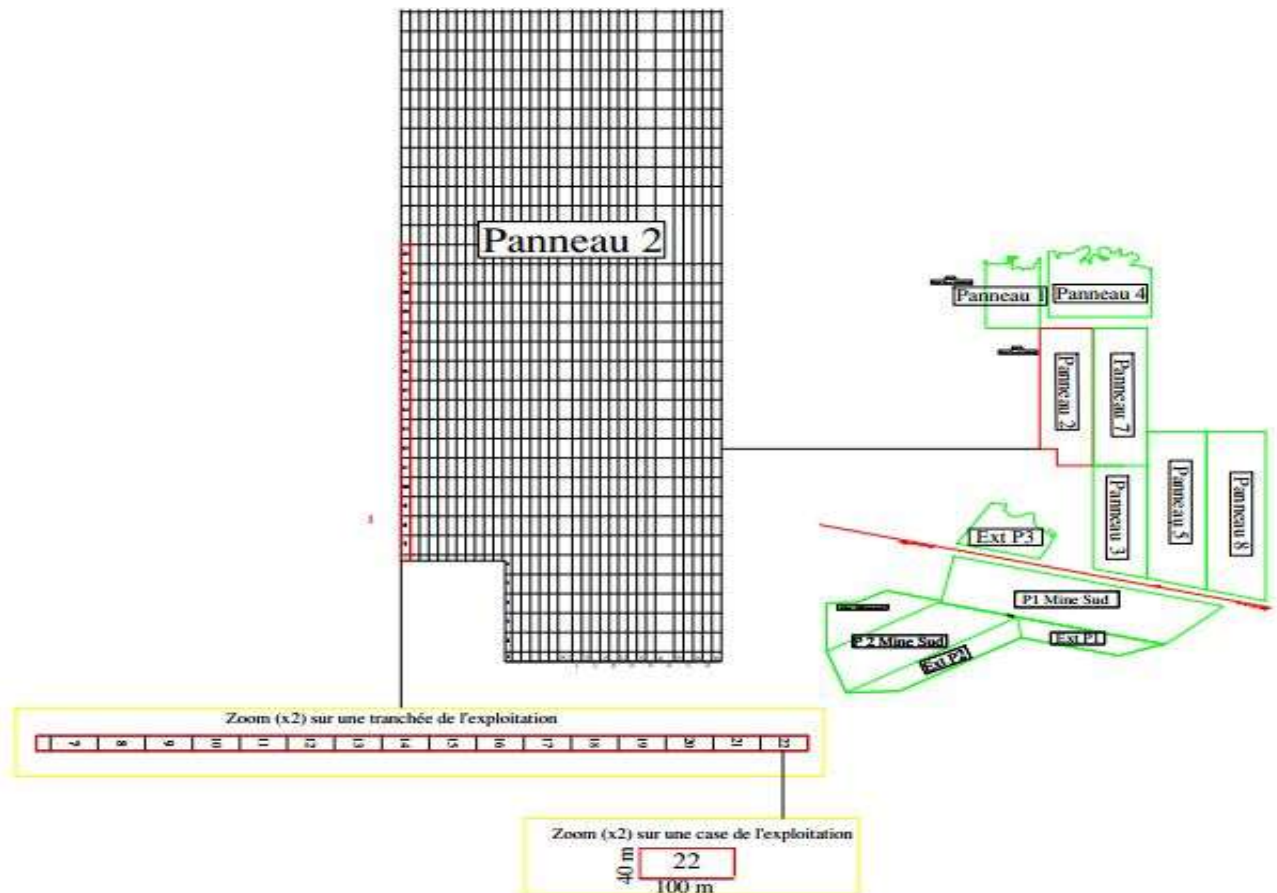 Panneau 2
Panneau 1
Panneau 4
Panneau 2
Panneau 7
Panneau 3
Panneau 5
Panneau 8
Ext P3
P1 Mine Sud
P 2 Mine Sud
Ext P1
Ext P2
Zoom (x2) sur une tranchée de l'exploitation
7 8 9 10 11 12 13 14 15 16 17 18 19 20 21 22
Zoom (x2) sur une case de l'exploitation
40 m
22
100 m